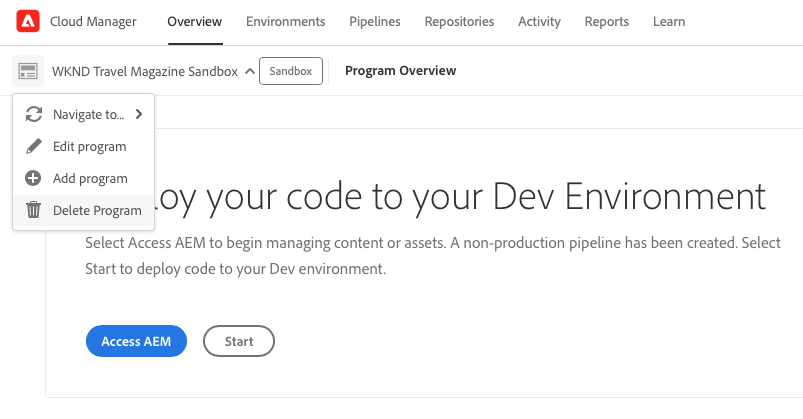 Cloud Manager Overview Environments Pipelines Repositories Activity Reports Learn
WKND Travel Magazine Sandbox Sandbox Program Overview
Navigate to...
Edit program
Add program
Delete Program
oy your code to your Dev Environment
Select Access AEM to begin managing content or assets. A non-production pipeline has been created. Select
Start to deploy code to your Dev environment.
Access AEM Start